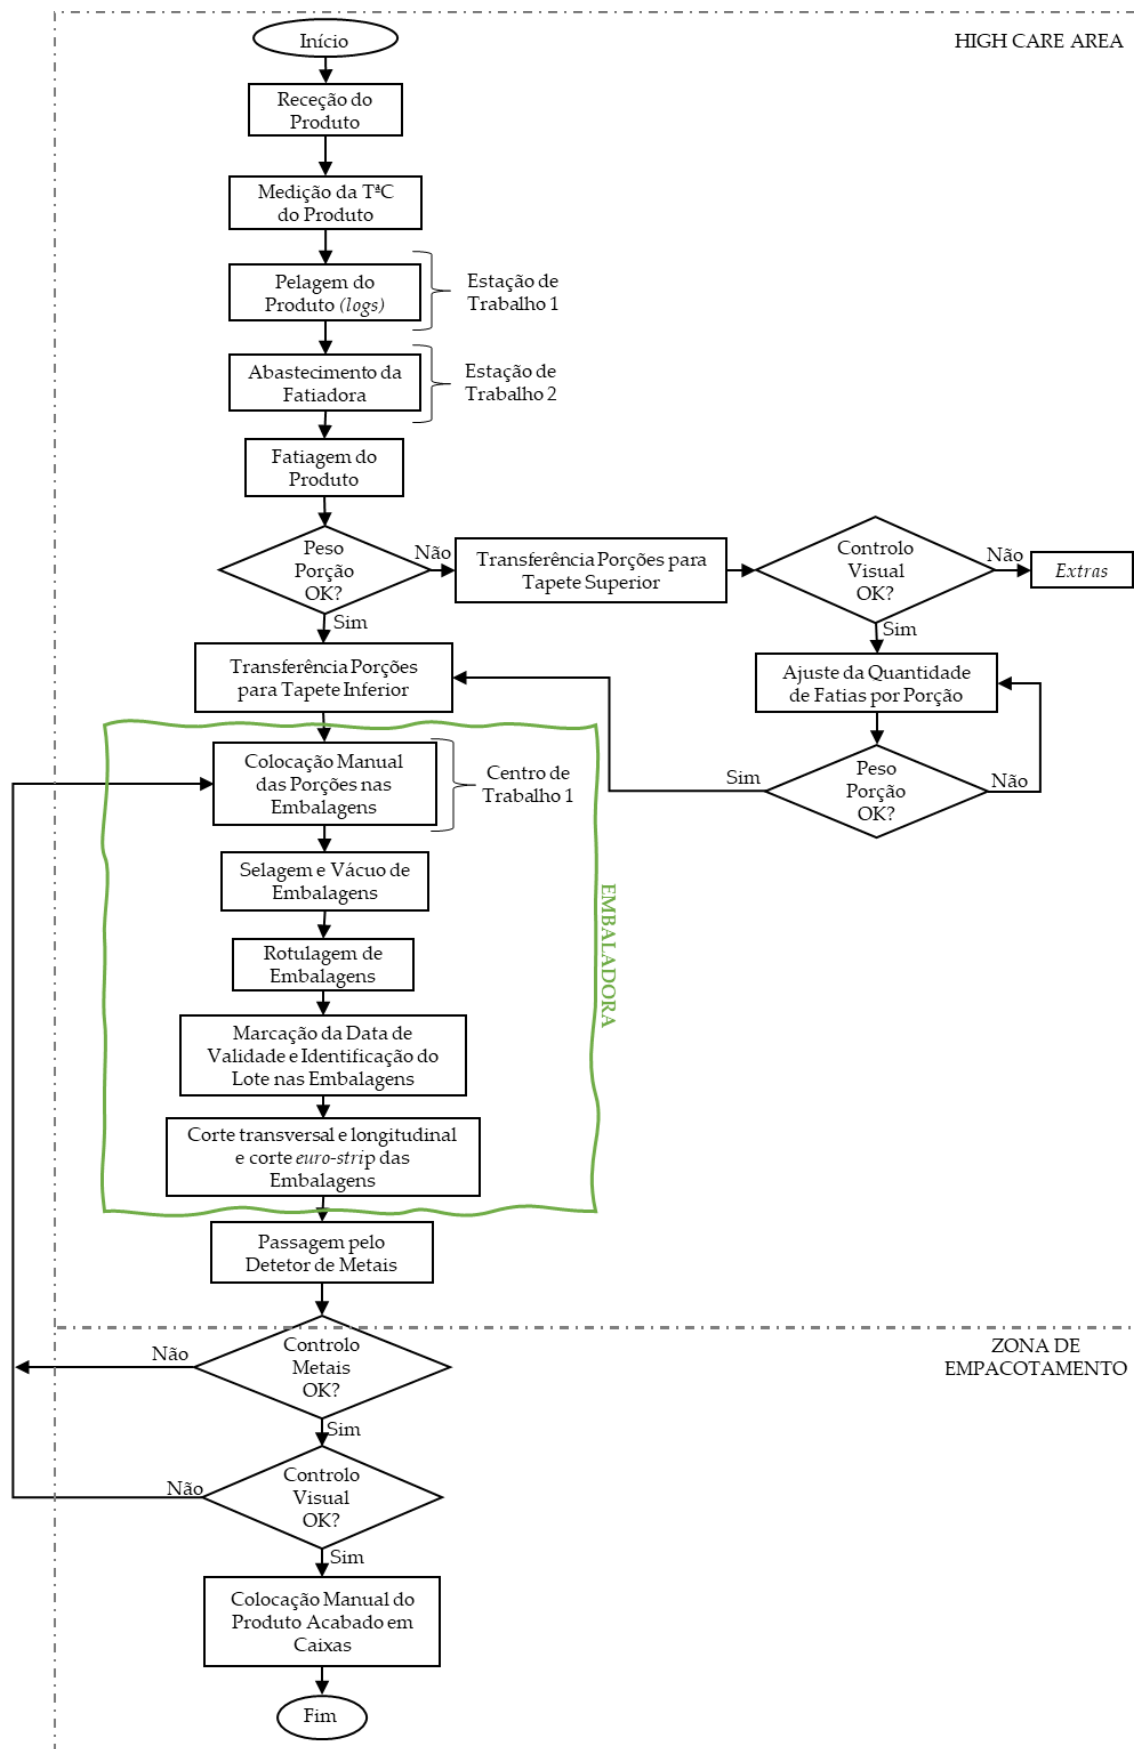 Início
HIGH CARE AREA
Receção do
Produto
Medição da TªC
do Produto
Pelagem do
Produto (logs)
Estação de
Trabalho 1
Abastecimento da
Fatiadora
Estação de
Trabalho 2
Fatiagem do
Produto
Peso
Porção
OK?
Não
Transferência Porções para
Tapete Superior
Controlo
Visual
OK?
Não
Extras
Sim
Sim
Transferência Porções
para Tapete Inferior
Ajuste da Quantidade
de Fatias por Porção
Colocação Manual
das Porções nas
Embalagens
Centro de
Trabalho 1
Sim
Peso
Porção
OK?
Não
Selagem e Vácuo de
Embalagens
EMBALADORA
Rotulagem de
Embalagens
Marcação da Data de
Validade e Identificação do
Lote nas Embalagens
Corte transversal e longitudinal
e corte euro-strip das
Embalagens
Passagem pelo
Detetor de Metais
ZONA DE
EMPACOTAMENTO
Não
Controlo
Metais
OK?
Sim
Não
Controlo
Visual
OK?
Sim
Colocação Manual do
Produto Acabado em
Caixas
Fim